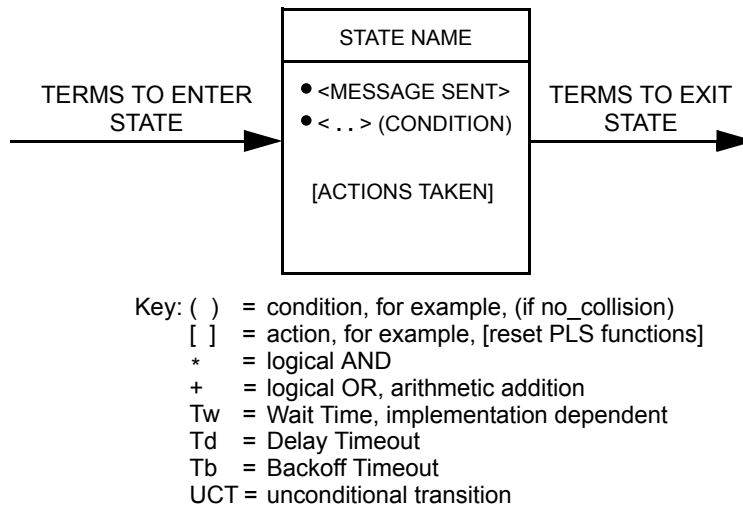 STATE NAME
TERMS TO ENTER
STATE
● <MESSAGE SENT>
● < . . > (CONDITION)
[ACTIONS TAKEN]
TERMS TO EXIT
STATE
Key: ( ) = condition, for example, (if no_collision)
[ ] = action, for example, [reset PLS functions]
* = logical AND
+ = logical OR, arithmetic addition
Tw = Wait Time, implementation dependent
Td = Delay Timeout
Tb = Backoff Timeout
UCT = unconditional transition